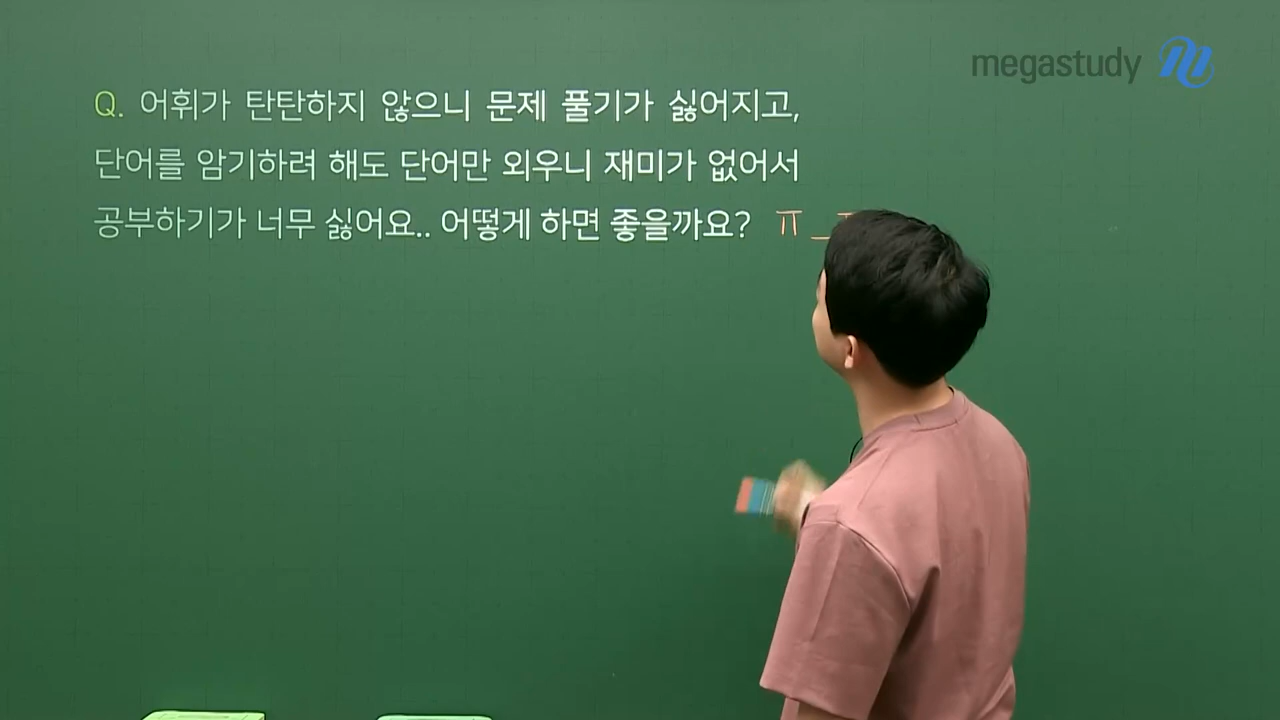 megastudy
Q. 어휘가 탄탄하지 않으니 문제 풀기가 싫어지고,
단어를 암기하려 해도 단어만 외우니 재미가 없어서
공부하기가 너무 싫어요.. 어떻게 하면 좋을까요? ㅠ_